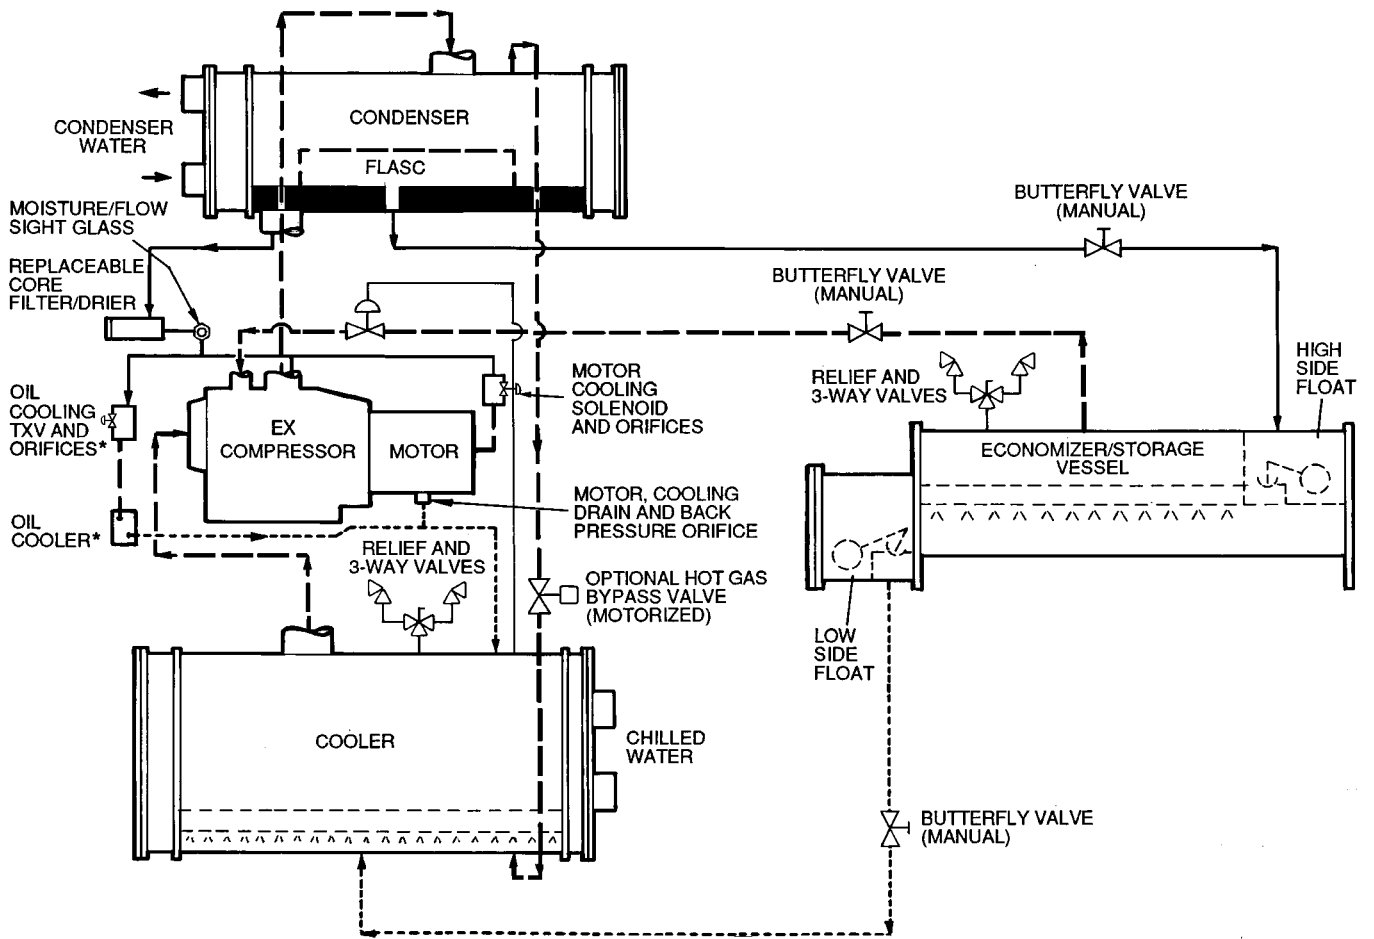 CONDENSER
WATER
CONDENSER
FLASC
MOISTURE/FLOW
SIGHT GLASS
REPLACEABLE
CORE
FILTER/DRIER
BUTTERFLY VALVE
(MANUAL)
BUTTERFLY VALVE
(MANUAL)
HIGH
SIDE
FLOAT
RELIEF AND
3-WAY VALVES
OIL
COOLING
TXV AND
ORIFICES*
EX
COMPRESSOR
MOTOR
MOTOR
COOLING
SOLENOID
AND ORIFICES
ECONOMIZER/STORAGE
VESSEL
MOTOR, COOLING
DRAIN AND BACK
PRESSURE ORIFICE
OIL
COOLER*
RELIEF AND
3-WAY VALVES
OPTIONAL HOT GAS
BYPASS VALVE
(MOTORIZED)
LOW
SIDE
FLOAT
COOLER
CHILLED
WATER
BUTTERFLY VALVE
(MANUAL)